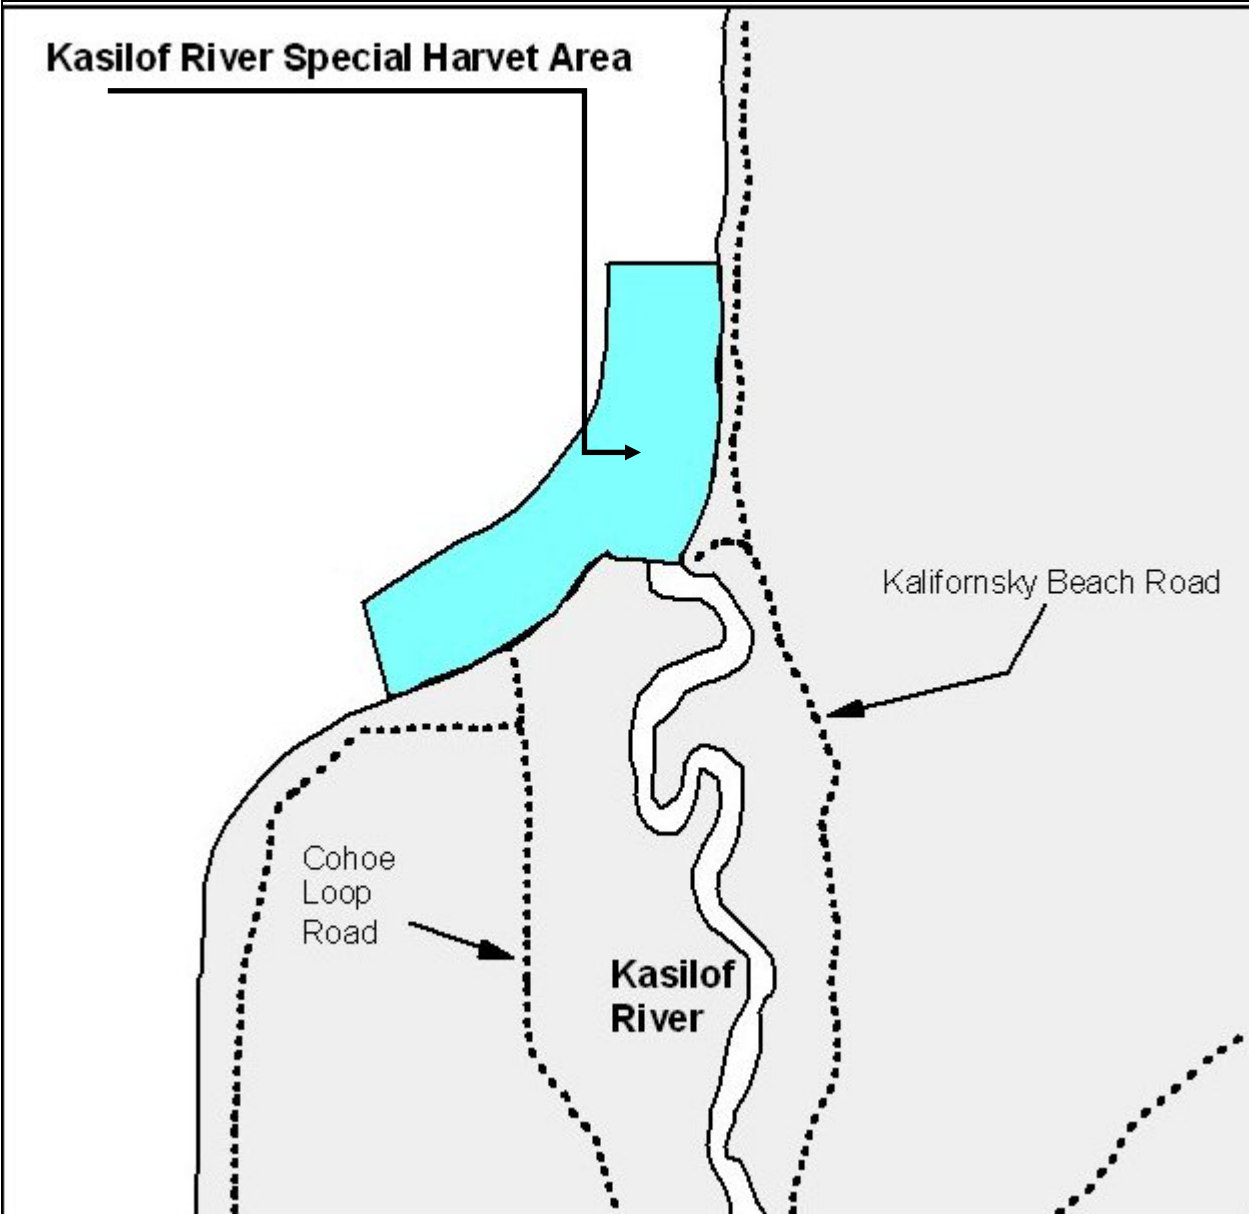 Kasilof River Special Harvet Area
Kalifornsky Beach Road
Cohoe
Loop
Road
Kasilof
River